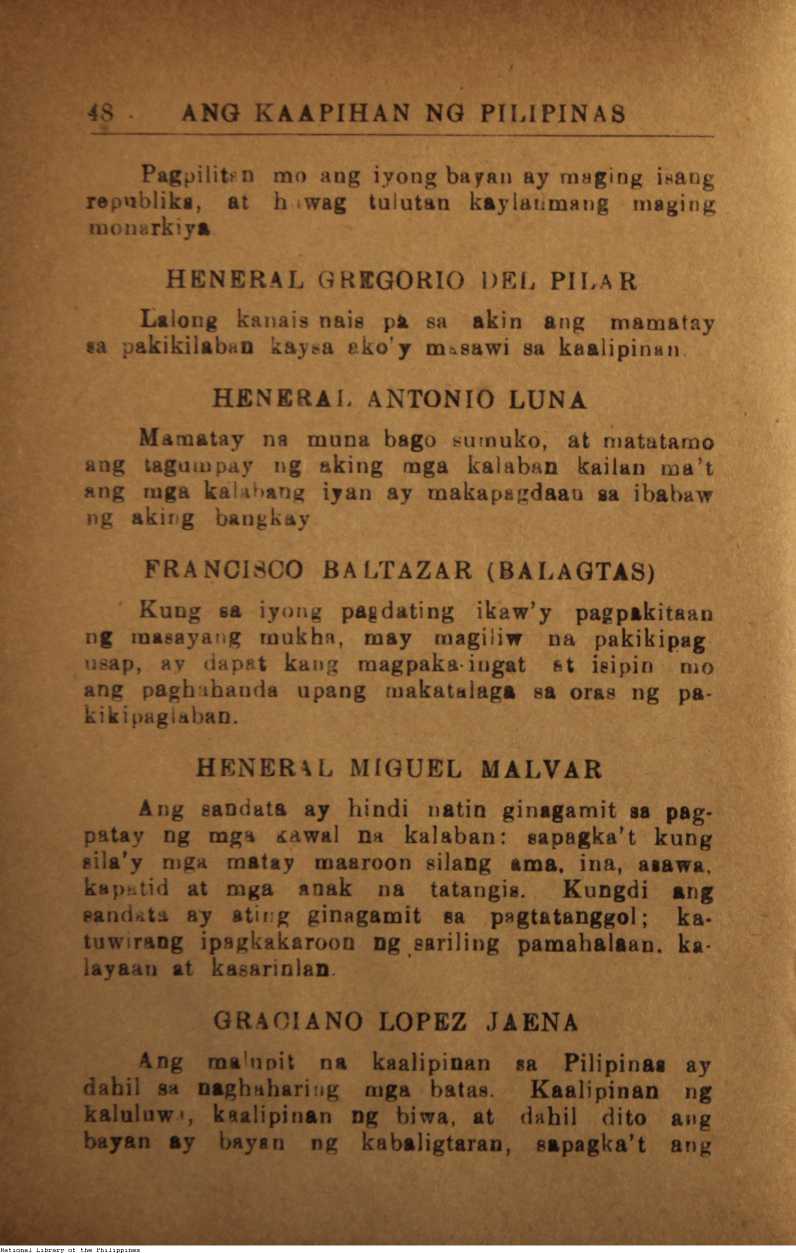 48 . ANG KAAPIHAN NG PILIPINAS
Pagpilitan mo ang iyong bayan ay maging isang
republika, at huwag tulutan kaylanmang maging
monarkiya
HENERAL GREGORIO DEL PILAR
Lalong kanais nais pa sa akin ang mamatay
sa pakikilaban kaysa ako'y masawi sa kaalipinan.
HENERAL ANTONIO LUNA
Mamatay na muna bago sumuko, at matatamo
ang tagumpay ng aking mga kalaban kailan ma't
ang mga kalabang iyan ay makapagdaan sa ibabaw
ng aking bangkay
FRANCISCO BALTAZAR (BALAGTAS)
Kung sa iyong pagdating ikaw'y pagpakitaan
ng masayang mukha, may magiliw na pakikipag
usap, ay dapat kang magpaka-ingat at isipin mo
ang paghahanda upang makatalaga sa oras ng pa-
kikipaglaban.
HENERAL MIGUEL MALVAR
Ang sandata ay hindi natin ginagamit sa pag-
patay ng mga kawal na kalaban: sapagka't kung
sila'y mga matay maaroon silang ama, ina, asawa,
kapatid at mga anak na tatangis. Kungdi ang
sandata ay ating ginagamit sa pagtatanggol; ka-
tuwirang ipagkakaroon ng sariling pamahalaan, ka-
layaan at kasarinlan.
GRACIANO LOPEZ JAENA
Ang malupit na kaalipinan sa Pilipinas ay
dahil sa naghaharing mga batas. Kaalipinan ng
kaluluwa, kaalipinan ng biwa, at dahil dito ang
bayan ay bayan ng kabaligtaran, sapagka't ang
National Library of the Philippines